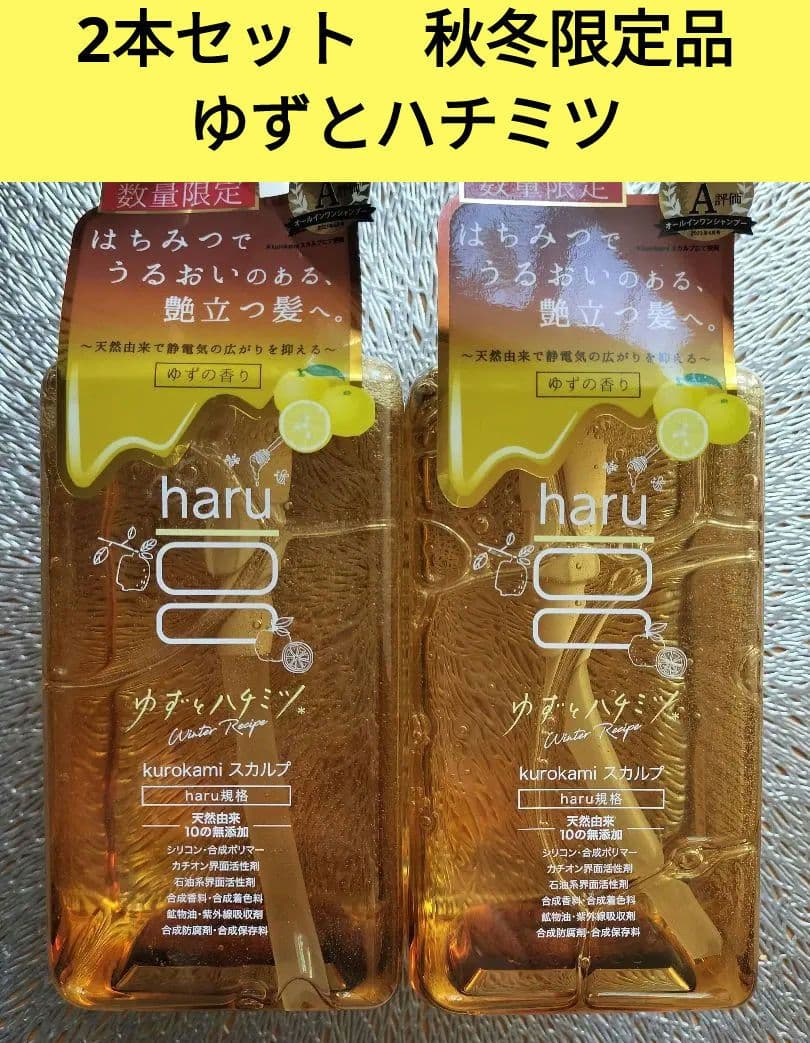 2本セット　秋冬限定品
ゆずとハチミツ
数量限定
オールインワンシャンプー
はちみつで
うるおいのある、
艶立つ髪へ。
〜天然由来で静電気の広がりを抑える〜
ゆずの香り
haru
100
ゆずとハチミツ*
Winter Recipe
kurokami スカルプ
haru規格
天然由来
10の無添加
シリコン・合成ポリマー
カチオン界面活性剤
石油系界面活性剤
合成香料・合成着色料
鉱物油・紫外線吸収剤
合成防腐剤・合成保存料
数量限定
A評価
オールインワンシャンプー
はちみつで
うるおいのある、
艶立つ髪へ。
〜天然由来で静電気の広がりを抑える〜
ゆずの香り
haru
100
ゆずとハチミツ*
Winter Recipe
kurokami スカルプ
haru規格
天然由来
10の無添加
シリコン・合成ポリマー
カチオン界面活性剤
石油系界面活性剤
合成香料・合成着色料
鉱物油・紫外線吸収剤
合成防腐剤・合成保存料